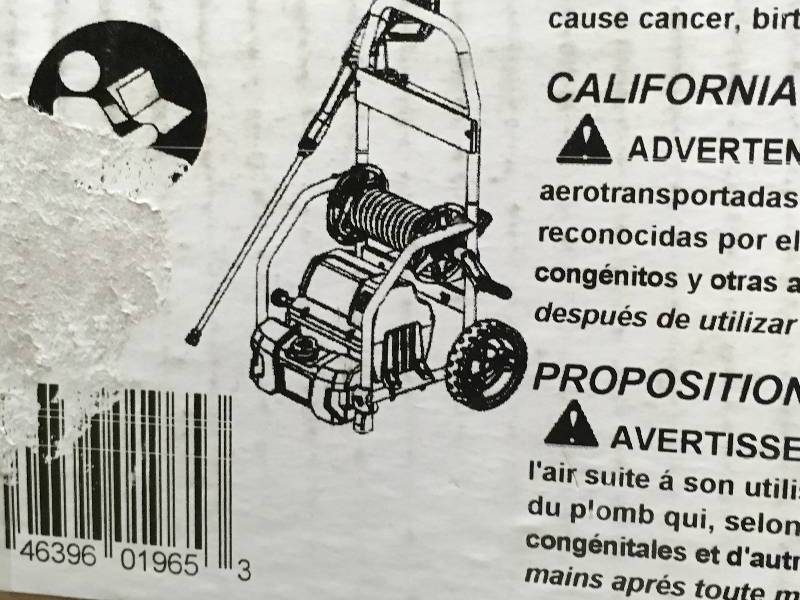 cause cancer, birt
CALIFORNIA
ADVERTEN
aerotransportadas
reconocidas por el
congénitos y otras a
después de utilizar
PROPOSITION
AVERTISSE
l'air suite á son utilis
du plomb qui, selon
congénitales et d'autr
mains aprés toute m
46396 01965 3